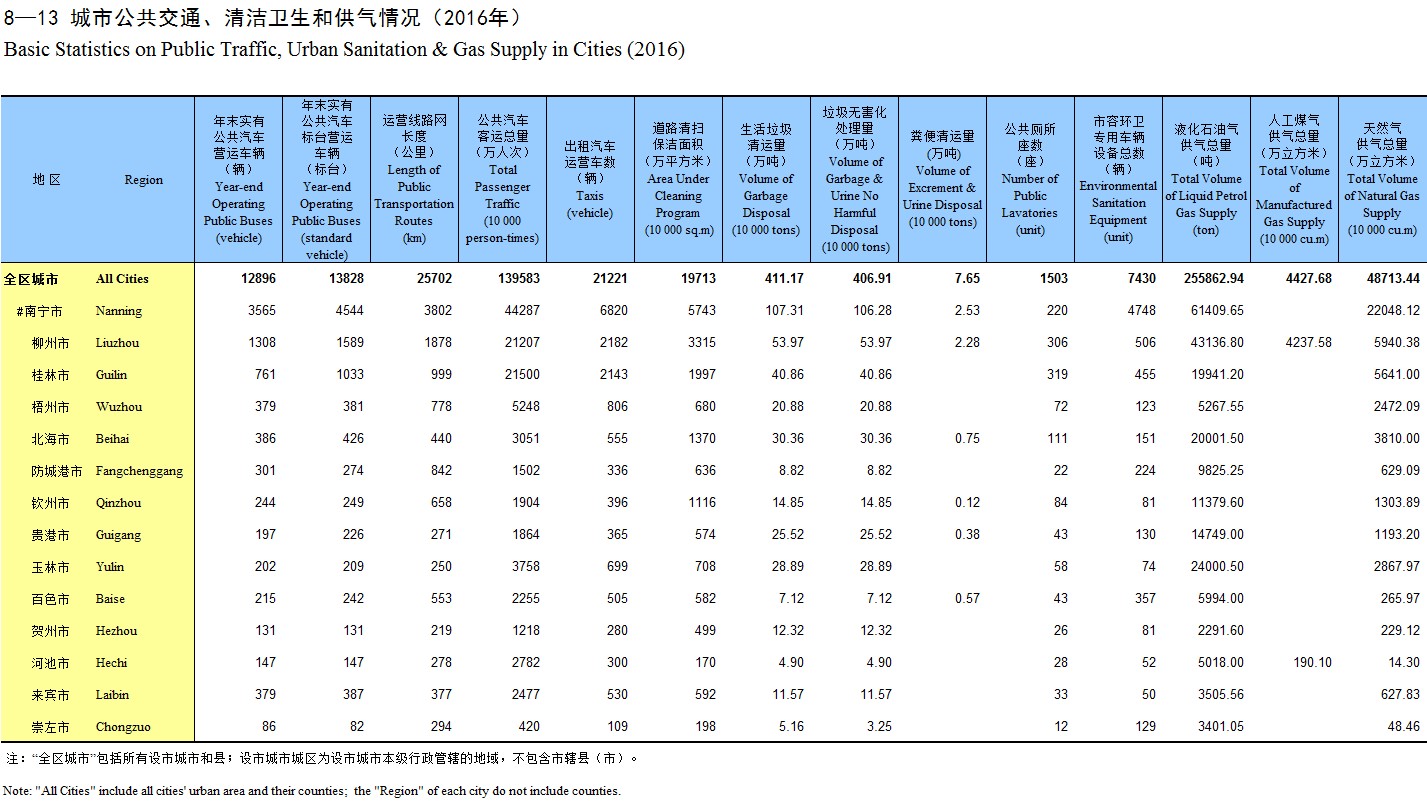 8—13 城市公共交通、清洁卫生和供气情况（2016年）
Basic Statistics on Public Traffic, Urban Sanitation & Gas Supply in Cities (2016)
地 区
Region
年末实有
公共汽车
营运车辆
（辆）
Year-end
Operating
Public Buses
(vehicle)
年末实有
公共汽车
标台营运
车辆
（标台）
Year-end
Operating
Public Buses
(standard
vehicle)
运营线路网
长度
（公里）
Length of
Public
Transportation
Routes
(km)
公共汽车
客运总量
（万人次）
Total
Passenger
Traffic
(10 000
person-times)
出租汽车
运营车数
（辆）
Taxis
(vehicle)
道路清扫
保洁面积
（万平方米）
Area Under
Cleaning
Program
(10 000 sq.m)
生活垃圾
清运量
（万吨）
Volume of
Garbage
Disposal
(10 000 tons)
垃圾无害化
处理量
（万吨）
Volume of
Garbage &
Urine No
Harmful
Disposal
(10 000 tons)
粪便清运量
(万吨)
Volume of
Excrement &
Urine Disposal
(10 000 tons)
公共厕所
座数
（座）
Number of
Public
Lavatories
(unit)
市容环卫
专用车辆
设备总数
（辆）
Environmental
Sanitation
Equipment
(unit)
液化石油气
供气总量
（吨）
Total Volume
of Liquid Petrol
Gas Supply
(ton)
人工煤气
供气总量
（万立方米）
Total Volume
of
Manufactured
Gas Supply
(10 000 cu.m)
天然气
供气总量
（万立方米）
Total Volume
of Natural Gas
Supply
(10 000 cu.m)
全区城市 All Cities 12896 13828 25702 139583 21221 19713 411.17 406.91 7.65 1503 7430 255862.94 4427.68 48713.44
#南宁市 Nanning 3565 4544 3802 44287 6820 5743 107.31 106.28 2.53 220 4748 61409.65 22048.12
柳州市 Liuzhou 1308 1589 1878 21207 2182 3315 53.97 53.97 2.28 306 506 43136.80 4237.58 5940.38
桂林市 Guilin 761 1033 999 21500 2143 1997 40.86 40.86 319 455 19941.20 5641.00
梧州市 Wuzhou 379 381 778 5248 806 680 20.88 20.88 72 123 5267.55 2472.09
北海市 Beihai 386 426 440 3051 555 1370 30.36 30.36 0.75 111 151 20001.50 3810.00
防城港市 Fangchenggang 301 274 842 1502 336 636 8.82 8.82 22 224 9825.25 629.09
钦州市 Qinzhou 244 249 658 1904 396 1116 14.85 14.85 0.12 84 81 11379.60 1303.89
贵港市 Guigang 197 226 271 1864 365 574 25.52 25.52 0.38 43 130 14749.00 1193.20
玉林市 Yulin 202 209 250 3758 699 708 28.89 28.89 58 74 24000.50 2867.97
百色市 Baise 215 242 553 2255 505 582 7.12 7.12 0.57 43 357 5994.00 265.97
贺州市 Hezhou 131 131 219 1218 280 499 12.32 12.32 26 81 2291.60 229.12
河池市 Hechi 147 147 278 2782 300 170 4.90 4.90 28 52 5018.00 190.10 14.30
来宾市 Laibin 379 387 377 2477 530 592 11.57 11.57 33 50 3505.56 627.83
崇左市 Chongzuo 86 82 294 420 109 198 5.16 3.25 12 129 3401.05 48.46
注：“全区城市”包括所有设市城市和县；设市城市城区为设市城市本级行政管辖的地域，不包含市辖县（市）。
Note: "All Cities" include all cities' urban area and their counties; the "Region" of each city do not include counties.